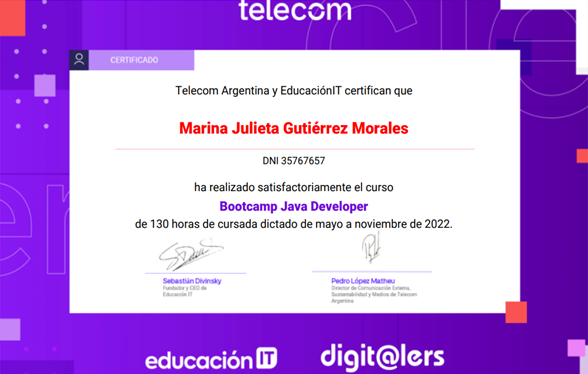 telecom
CERTIFICADO
Telecom Argentina y EducaciónIT certifican que
Marina Julieta Gutiérrez Morales
DNI 35767657
ha realizado satisfactoriamente el curso
Bootcamp Java Developer
de 130 horas de cursada dictado de mayo a noviembre de 2022.
Sebastián Divinsky
Fundador y CEO de
Educación IT
Pedro López Matheu
Director de Comunicación Externa,
Sustentabilidad y Medios de Telecom
Argentina
educación IT
digit@lers